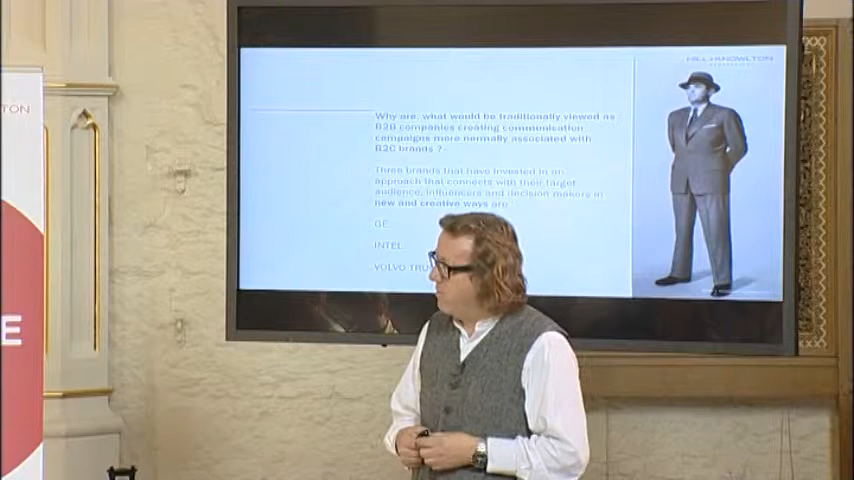 HILL+KNOWLTON
TON
Why are, what would be traditionally viewed as
B2B companies creating communication
campaigns more normally associated with
B2C brands ?
Three brands that have invested in an
approach that connects with their target
audience, influencers and decision makers in
new and creative ways are
GE
INTEL
VOLVO TRU
E